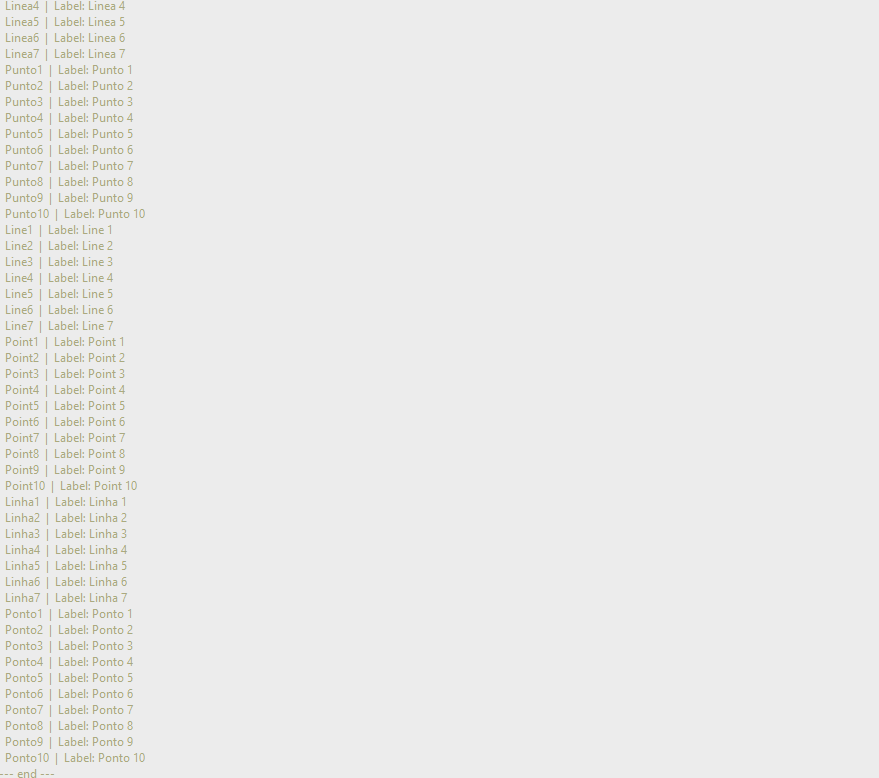 Linea4 | Label: Linea 4
Linea5 | Label: Linea 5
Linea6 | Label: Linea 6
Linea7 | Label: Linea 7
Punto1 | Label: Punto 1
Punto2 | Label: Punto 2
Punto3 | Label: Punto 3
Punto4 | Label: Punto 4
Punto5 | Label: Punto 5
Punto6 | Label: Punto 6
Punto7 | Label: Punto 7
Punto8 | Label: Punto 8
Punto9 | Label: Punto 9
Punto10 | Label: Punto 10
Line1 | Label: Line 1
Line2 | Label: Line 2
Line3 | Label: Line 3
Line4 | Label: Line 4
Line5 | Label: Line 5
Line6 | Label: Line 6
Line7 | Label: Line 7
Point1 | Label: Point 1
Point2 | Label: Point 2
Point3 | Label: Point 3
Point4 | Label: Point 4
Point5 | Label: Point 5
Point6 | Label: Point 6
Point7 | Label: Point 7
Point8 | Label: Point 8
Point9 | Label: Point 9
Point10 | Label: Point 10
Linha1 | Label: Linha 1
Linha2 | Label: Linha 2
Linha3 | Label: Linha 3
Linha4 | Label: Linha 4
Linha5 | Label: Linha 5
Linha6 | Label: Linha 6
Linha7 | Label: Linha 7
Ponto1 | Label: Ponto 1
Ponto2 | Label: Ponto 2
Ponto3 | Label: Ponto 3
Ponto4 | Label: Ponto 4
Ponto5 | Label: Ponto 5
Ponto6 | Label: Ponto 6
Ponto7 | Label: Ponto 7
Ponto8 | Label: Ponto 8
Ponto9 | Label: Ponto 9
Ponto10 | Label: Ponto 10
--- end ---